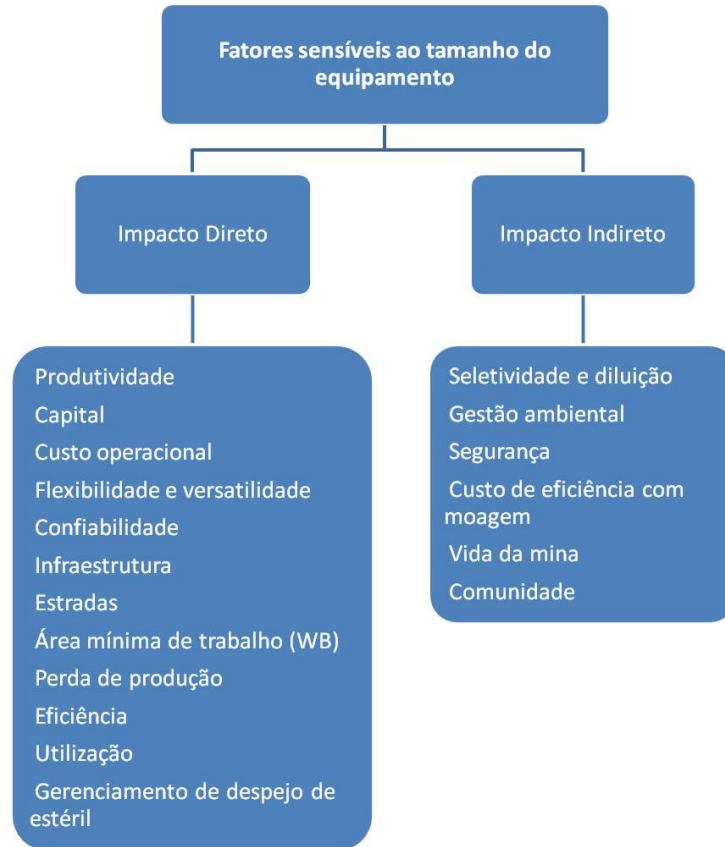 Fatores sensíveis ao tamanho do
equipamento
Impacto Direto
Impacto Indireto
Produtividade
Capital
Custo operacional
Flexibilidade e versatilidade
Confiabilidade
Infraestrutura
Estradas
Área mínima de trabalho (WB)
Perda de produção
Eficiência
Utilização
Gerenciamento de despejo de
estéril
Seletividade e diluição
Gestão ambiental
Segurança
Custo de eficiência com
moagem
Vida da mina
Comunidade